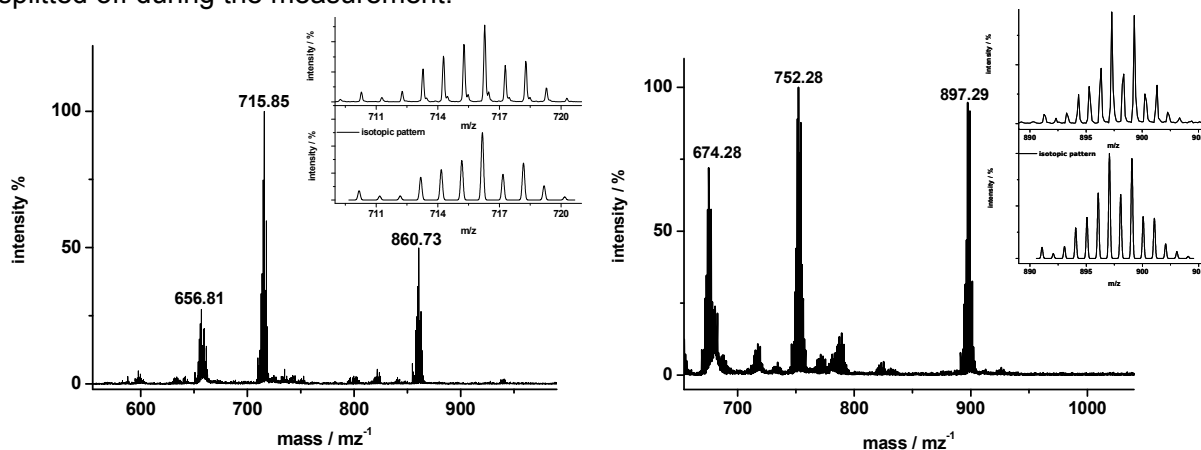 splitted off during the measurement.
intensity / %
711 714 717 720
m/z
isotopic pattern
intensity / %
711 714 717 720
m/z
715.85
656.81
860.73
100
50
0
intensity %
600 700 800 900
mass / mz-1
intensity / %
890 895 900
m/z
isotopic pattern
intensity / %
890 895 900
m/z
752.28
897.29
674.28
100
50
0
intensity / %
700 800 900 1000
mass / mz-1